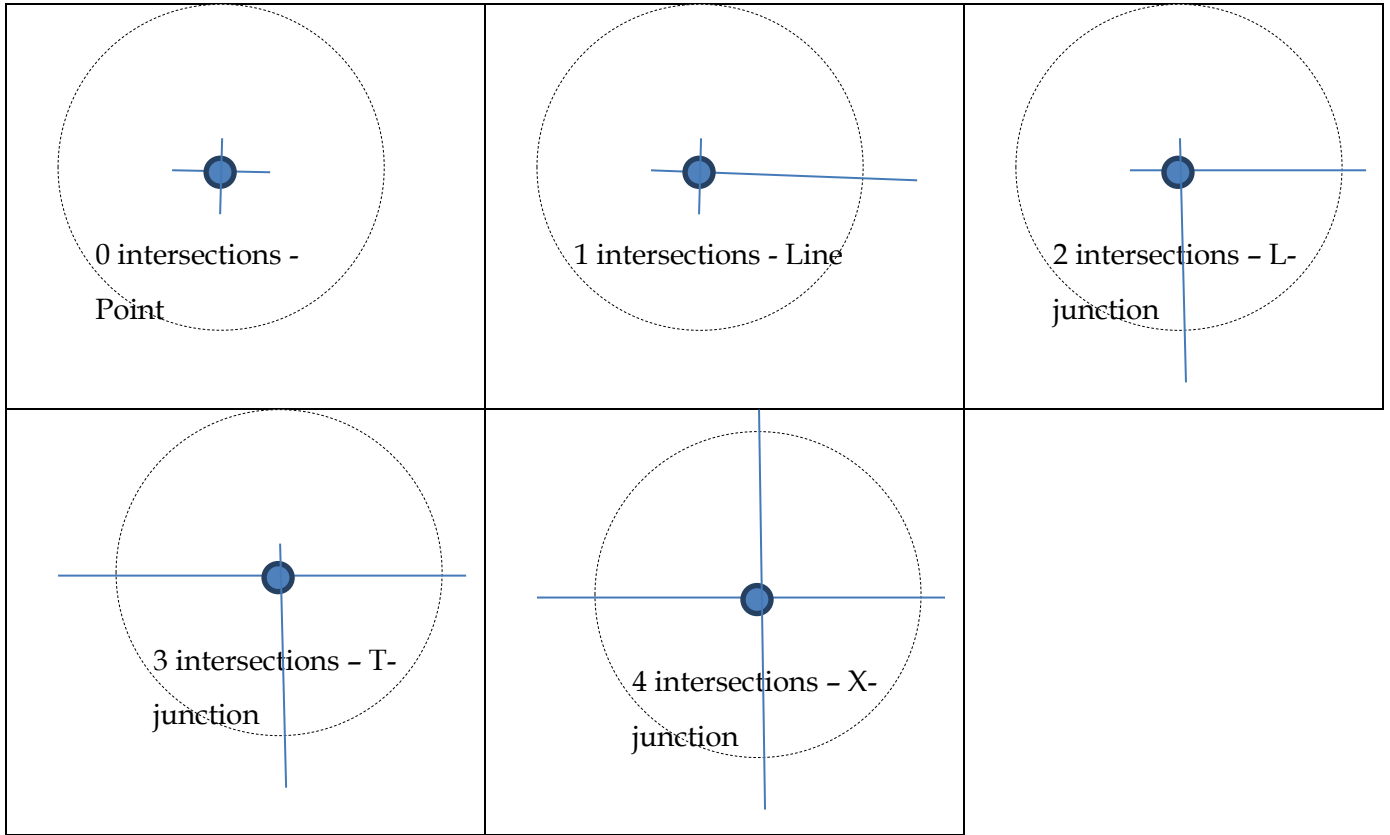 0 intersections -
Point
1 intersections - Line
2 intersections – L-
junction
3 intersections – T-
junction
4 intersections – X-
junction